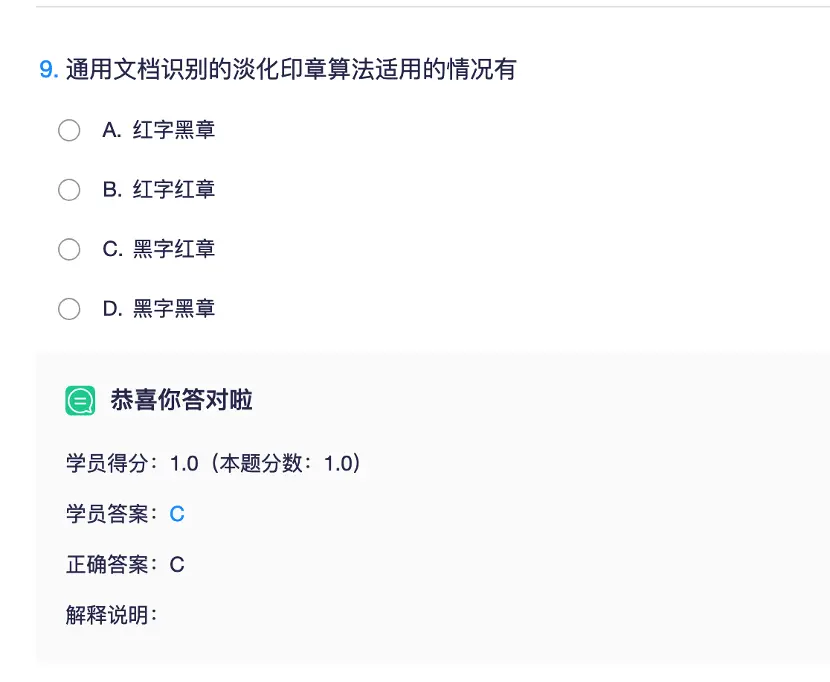 9. 通用文档识别的淡化印章算法适用的情况有
A. 红字黑章
B. 红字红章
C. 黑字红章
D. 黑字黑章
恭喜你答对啦
学员得分：1.0（本题分数：1.0）
学员答案：C
正确答案：C
解释说明：